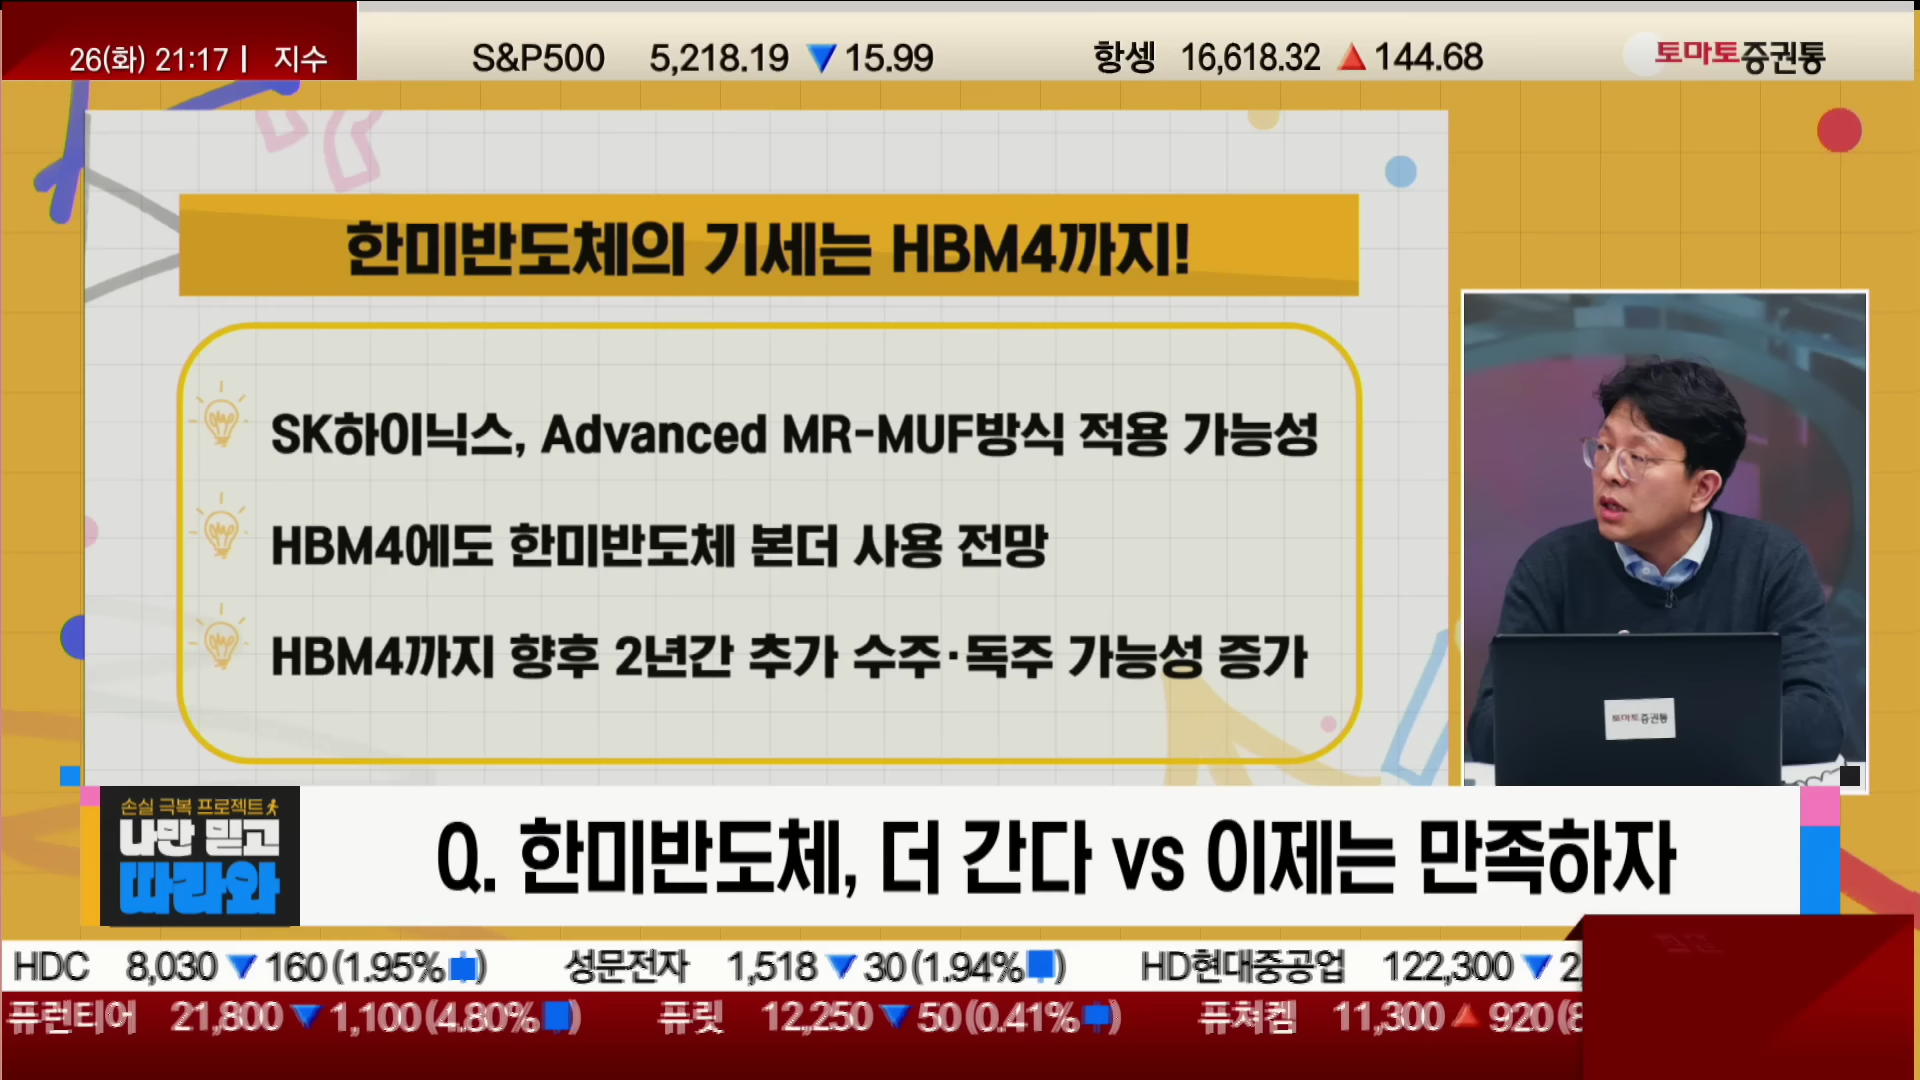 26(화) 21:17 | 지수
S&P500 5,218.19 ▼ 15.99
항셍 16,618.32 ▲ 144.68
토마토증권통
한미반도체의 기세는 HBM4까지!
SK하이닉스, Advanced MR-MUF방식 적용 가능성
HBM4에도 한미반도체 본더 사용 전망
HBM4까지 향후 2년간 추가 수주·독주 가능성 증가
토마토증권통
손실 극복 프로젝트
나만 믿고
따라와
Q. 한미반도체, 더 간다 vs 이제는 만족하자
HDC 8,030 ▼ 160 (1.95%) 성문전자 1,518 ▼ 30 (1.94%) HD현대중공업 122,300 ▼ 2
퓨런티어 21,800 ▼ 1,100 (4.80%) 퓨릿 12,250 ▼ 50 (0.41%) 퓨쳐켐 11,300 ▲ 920 (8